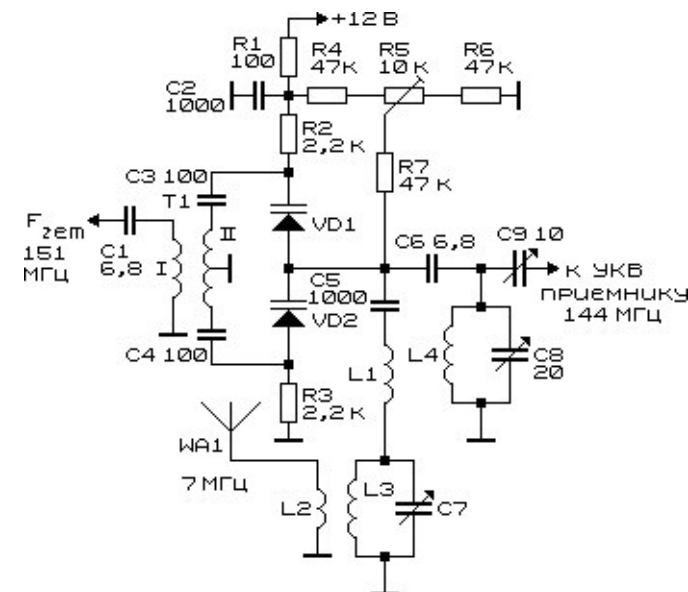 +12 В
R1
100
R4
47к
R5
10 к
R6
47к
C2
1000
R2
2,2 к
R7
47 к
C3 100
T1
II
VD1
Fгет
151
МГц
C1
6,8
I
C6 6,8
C9 10
к УКВ
приемнику
144 МГц
C5
1000
VD2
C4 100
L1
L4
C8
20
R3
2,2 к
WA1
7 МГц
L2
L3
C7